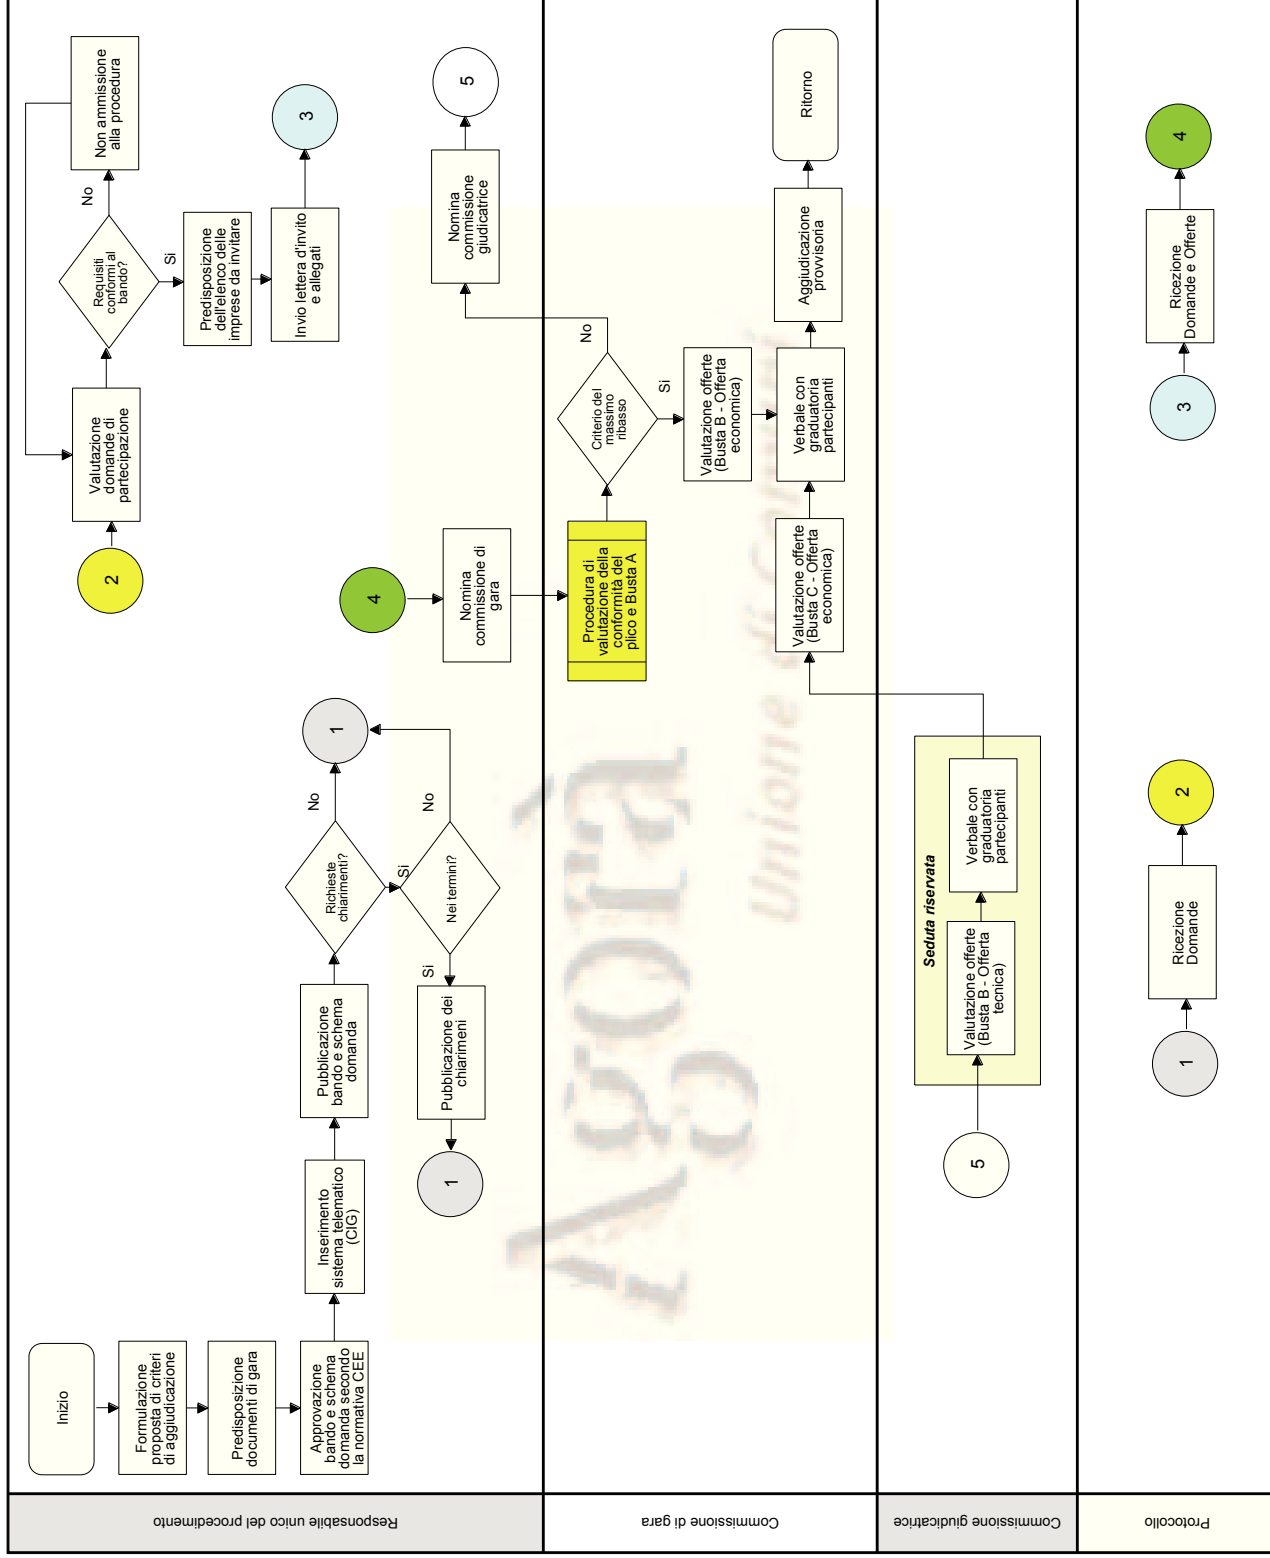 Inizio
Formulazione
proposta di criteri
di aggiudicazione
Predisposizione
documenti di gara
Approvazione
bando e schema
domanda secondo
la normativa CEE
Inserimento
sistema telematico
(CIG)
Pubblicazione
bando e schema
domanda
Richieste
chiarimenti?
No
Si
1
Nei termini?
No
Si
Pubblicazione dei
chiarimeni
1
2
Valutazione
domande di
partecipazione
Requisiti
conformi al
bando?
No
Non ammissione
alla procedura
Si
Predisposizione
dell'elenco delle
imprese da invitare
Invio lettera d'invito
e allegati
3
4
Nomina
commissione di
gara
Procedura di
valutazione della
conformità del
plico e Busta A
Criterio del
massimo
ribasso
No
Nomina
commissione
giudicatrice
5
Si
Valutazione offerte
(Busta B - Offerta
economica)
Valutazione offerte
(Busta C - Offerta
economica)
Verbale con
graduatoria
partecipanti
Aggiudicazione
provvisoria
Ritorno
5
Seduta riservata
Valutazione offerte
(Busta B - Offerta
tecnica)
Verbale con
graduatoria
partecipanti
1
Ricezione
Domande
2
3
Ricezione
Domande e Offerte
4
Responsabile unico del procedimento
Commissione di gara
Commissione giudicatrice
Protocollo
Agorà
Unione di Comuni